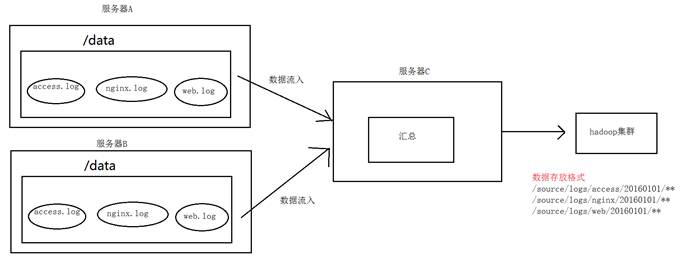 服务器A
/data
access.log
nginx.log
web.log
数据流入
服务器B
/data
access.log
nginx.log
web.log
数据流入
服务器C
汇总
hadoop集群
数据存放格式
/source/logs/access/20160101/**
/source/logs/nginx/20160101/**
/source/logs/web/20160101/**